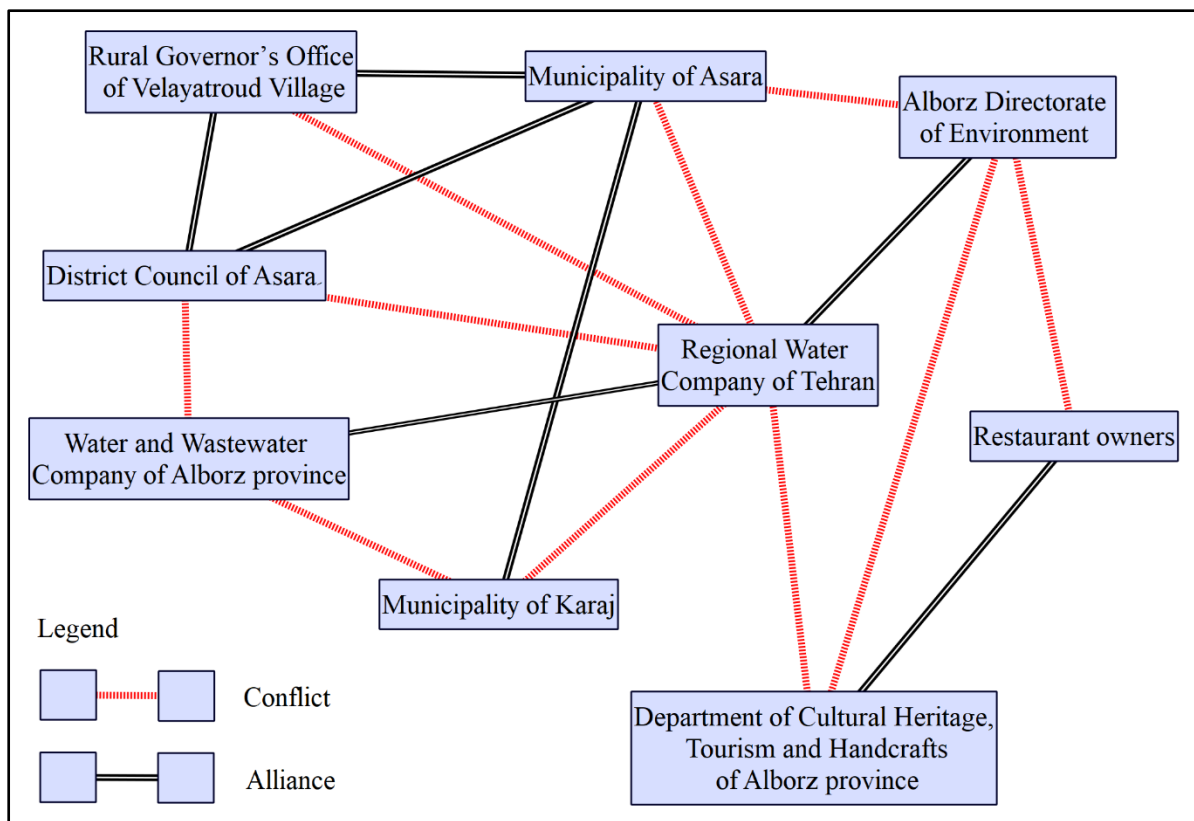 Rural Governor's Office
of Velayatroud Village
Municipality of Asara
Alborz Directorate
of Environment
District Council of Asara
Regional Water
Company of Tehran
Water and Wastewater
Company of Alborz province
Restaurant owners
Municipality of Karaj
Department of Cultural Heritage,
Tourism and Handcrafts
of Alborz province
Legend
Conflict
Alliance